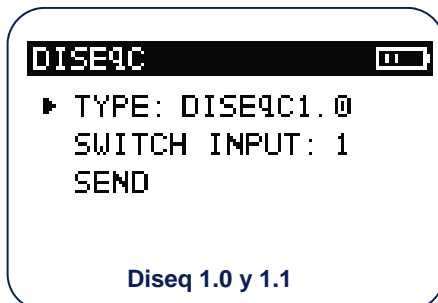 DISEqC
TYPE: DISEqC1.0
SWITCH INPUT: 1
SEND
Diseq 1.0 y 1.1